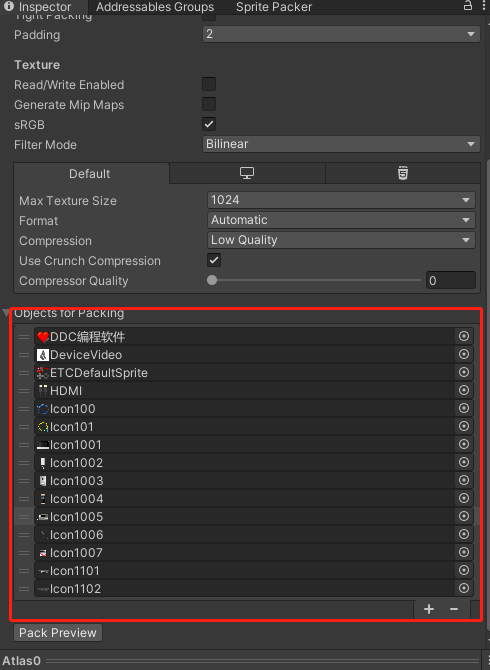 Inspector Addressables Groups Sprite Packer
Tight Packing
Padding 2
Texture
Read/Write Enabled
Generate Mip Maps
sRGB
Filter Mode Bilinear
Default
Max Texture Size 1024
Format Automatic
Compression Low Quality
Use Crunch Compression
Compressor Quality 0
Objects for Packing
DDC编程软件
DeviceVideo
ETCDefaultSprite
HDMI
Icon100
Icon101
Icon1001
Icon1002
Icon1003
Icon1004
Icon1005
Icon1006
Icon1007
Icon1101
Icon1102
Pack Preview
Atlas0